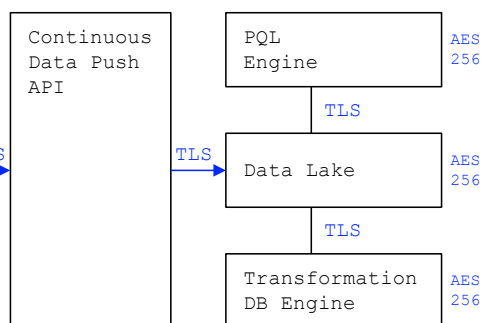 Continuous
Data Push
API
PQL
Engine
AES
256
TLS
TLS
Data Lake
AES
256
TLS
Transformation
DB Engine
AES
256